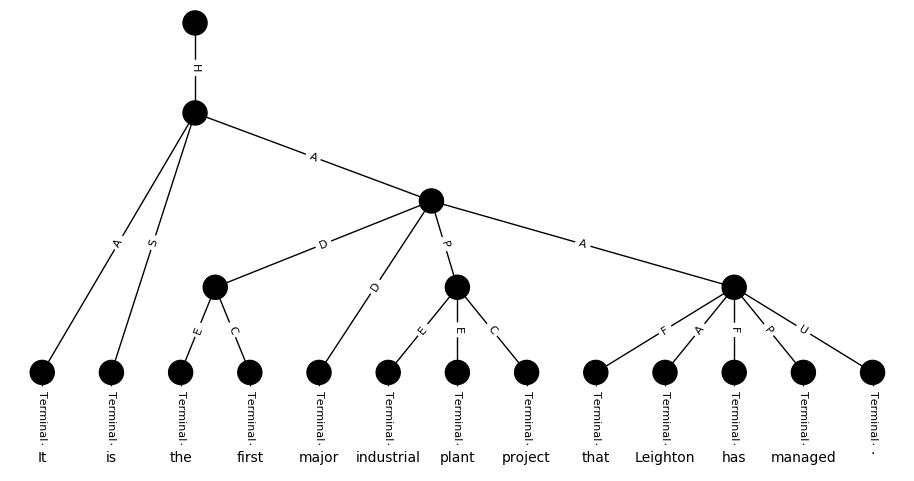 H
A
A S D P A
D
E C E E C F A F P U
Terminal Terminal Terminal Terminal Terminal Terminal Terminal Terminal Terminal Terminal Terminal Terminal Terminal
It is the first major industrial plant project that Leighton has managed .